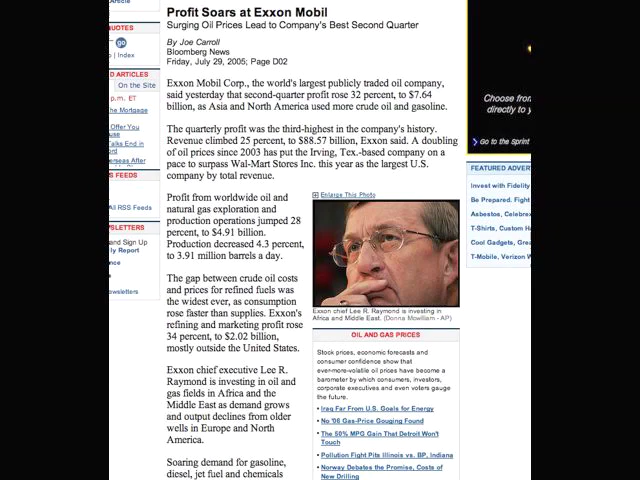 Profit Soars at Exxon Mobil
Surging Oil Prices Lead to Company's Best Second Quarter
By Joe Carroll
Bloomberg News
Friday, July 29, 2005; Page D02
Exxon Mobil Corp., the world's largest publicly traded oil company,
said yesterday that second-quarter profit rose 32 percent, to $7.64
billion, as Asia and North America used more crude oil and gasoline.
The quarterly profit was the third-highest in the company's history.
Revenue climbed 25 percent, to $88.57 billion, Exxon said. A doubling
of oil prices since 2003 has put the Irving, Tex.-based company on
a pace to surpass Wal-Mart Stores Inc. this year as the largest U.S.
company by total revenue.
Profit from worldwide oil and
natural gas exploration and
production operations jumped 28
percent, to $4.91 billion.
Production decreased 4.3 percent,
to 3.91 million barrels a day.
The gap between crude oil costs
and prices for refined fuels was
the widest ever, as consumption
rose faster than supplies. Exxon's
refining and marketing profit rose
34 percent, to $2.02 billion,
mostly outside the United States.
Exxon chief executive Lee R.
Raymond is investing in oil and
gas fields in Africa and the
Middle East as demand grows
and output declines from older
wells in Europe and North
America.
Soaring demand for gasoline,
diesel, jet fuel and chemicals
Enlarge This Photo
Exxon chief Lee R. Raymond is investing in
Africa and Middle East. (Donna Mcwilliam - AP)
OIL AND GAS PRICES
Stock prices, economic forecasts and
consumer confidence show that
ever-more-volatile oil prices have become a
barometer by which consumers, investors,
corporate executives and even voters gauge
the future.
• Iraq Far From U.S. Goals for Energy
• No '06 Gas-Price Gouging Found
• The 50% MPG Gain That Detroit Won't
Touch
• Pollution Fight Pits Illinois vs. BP, Indiana
• Norway Debates the Promise, Costs of
New Drilling
QUOTES
go
| Index
D ARTICLES
On the Site
p.m. ET
the Mortgage
Offer You
Talks End in
erseas After
S FEEDS
All RSS Feeds
SLETTERS
and Sign Up
ly Report
nce
ewsletters
Choose from
directly to y
Go to the Sprint
FEATURED ADVER
Invest with Fidelity
Be Prepared. Fight
Asbestos, Celebrex
T-Shirts, Custom H
Cool Gadgets, Grea
T-Mobile, Verizon W